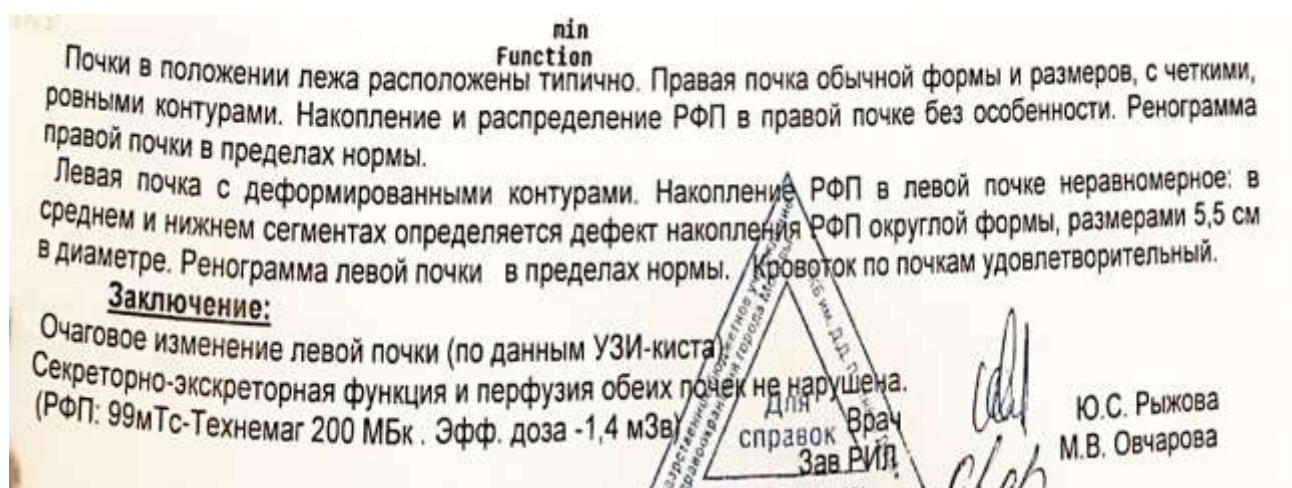 min
Function
Почки в положении лежа расположены типично. Правая почка обычной формы и размеров, с четкими,
ровными контурами. Накопление и распределение РФП в правой почке без особенности. Ренограмма
правой почки в пределах нормы.
Левая почка с деформированными контурами. Накопление РФП в левой почке неравномерное: в
среднем и нижнем сегментах определяется дефект накопления РФП округлой формы, размерами 5,5 см
в диаметре. Ренограмма левой почки в пределах нормы. Кровоток по почкам удовлетворительный.
Заключение:
Очаговое изменение левой почки (по данным УЗИ-киста)
Секреторно-экскреторная функция и перфузия обеих почек не нарушена.
(РФП: 99мТс-Технемаг 200 МБк . Эфф. доза -1,4 мЗв)
Для
справок
Врач
Ю.С. Рыжова
Зав РИЛ
М.В. Овчарова